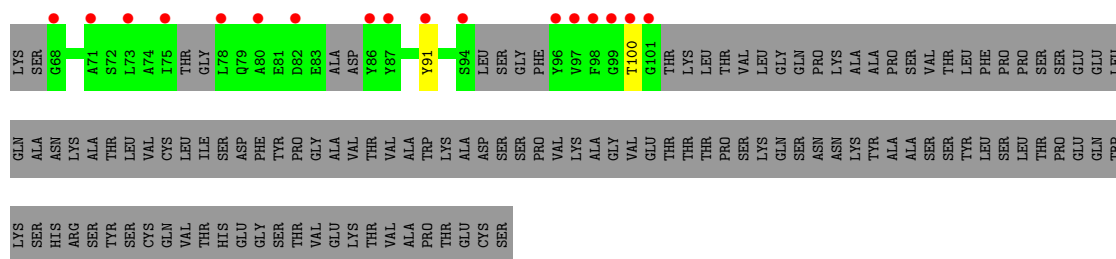 LYS SER G68 A71 S72 L73 A74 I75 THR GLY L78 Q79 A80 E81 D82 E83 ALA ASP Y86 Y87 Y91 S94 LEU SER GLY PHE Y96 V97 F98 G99 T100 G101 THR LYS LEU THR VAL LEU GLY GLN PRO LYS ALA ALA PRO SER VAL THR LEU PHE PRO PRO SER SER GLU GLU LEU
GLN ALA ASN LYS ALA THR LEU VAL CYS LEU ILE SER ASP PHE TYR PRO GLY ALA VAL THR VAL ALA TRP LYS ALA ASP SER SER PRO VAL LYS ALA GLY VAL GLU THR THR THR PRO SER LYS GLN SER ASN ASN LYS TYR ALA ALA SER SER TYR LEU SER LEU THR PRO GLU GLN TRP
LYS SER HIS ARG SER TYR SER CYS GLN VAL THR HIS GLU GLY SER THR VAL GLU LYS THR VAL ALA PRO THR GLU CYS SER